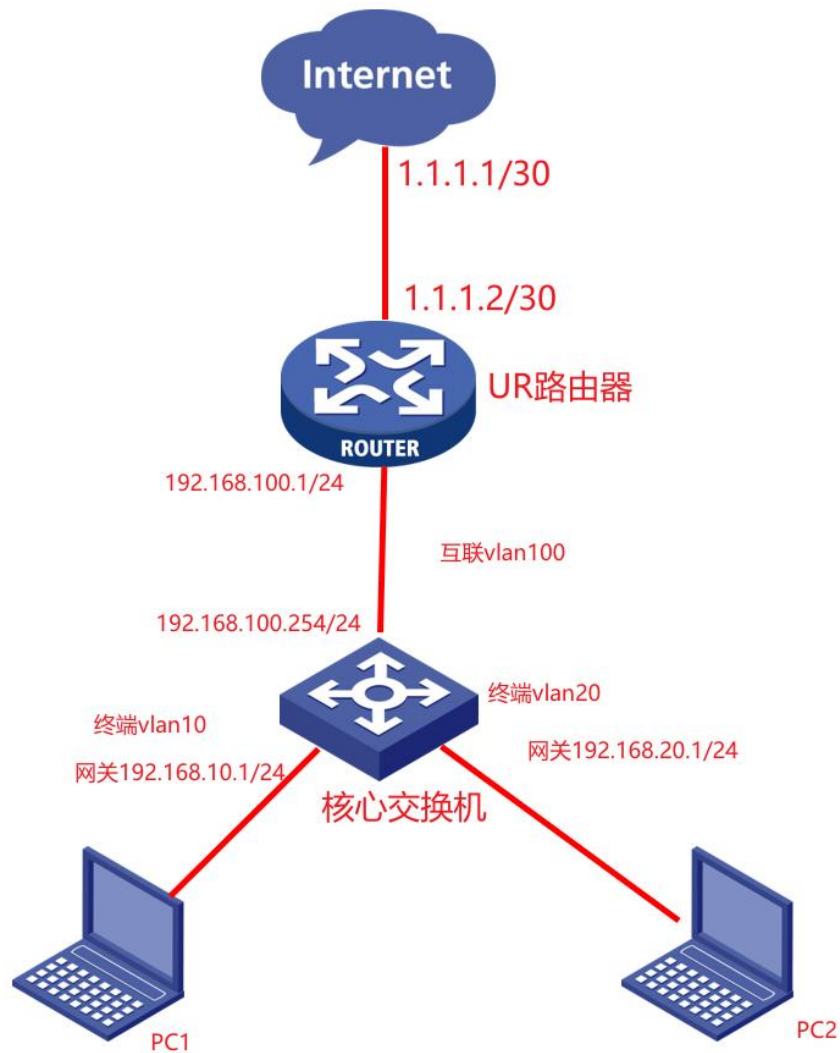 Internet
1.1.1.1/30
1.1.1.2/30
UR路由器
ROUTER
192.168.100.1/24
互联vlan100
192.168.100.254/24
终端vlan20
终端vlan10
网关192.168.20.1/24
网关192.168.10.1/24
核心交换机
PC1
PC2